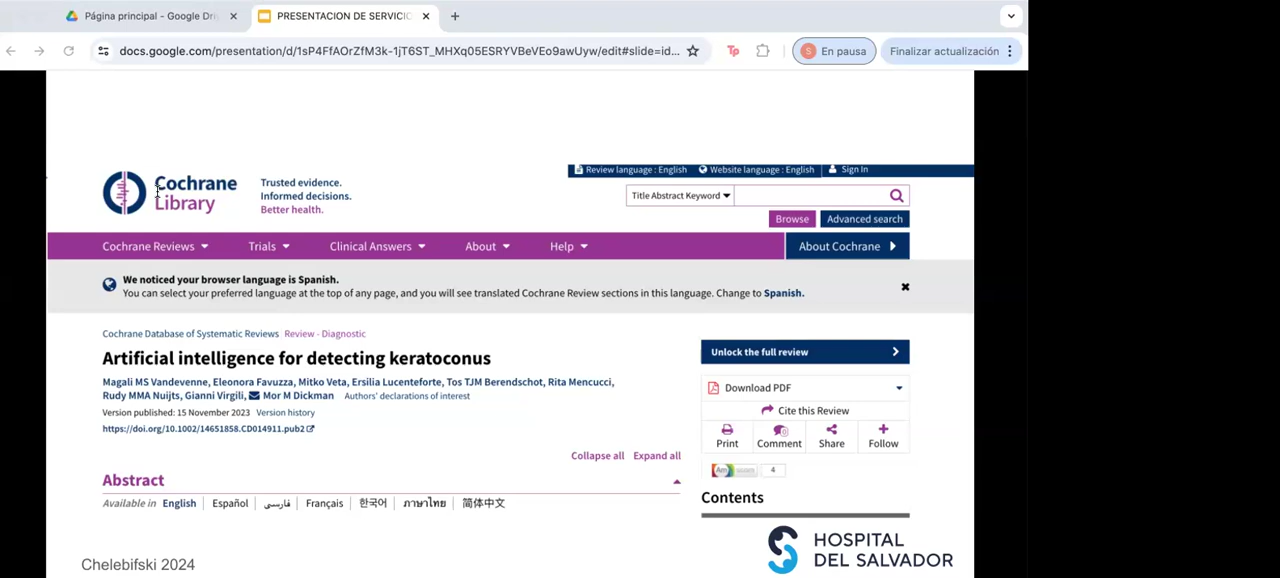 Página principal - Google Dri
PRESENTACION DE SERVICIO
docs.google.com/presentation/d/1sP4FfAOrZfM3k-1jT6ST_MHXq05ESRYVBeVEo9awUyw/edit#slide=id...
Tp
S En pausa
Finalizar actualización
Review language : English
Website language : English
Sign In
Cochrane
Library
Trusted evidence.
Informed decisions.
Better health.
Title Abstract Keyword
Browse
Advanced search
Cochrane Reviews
Trials
Clinical Answers
About
Help
About Cochrane
We noticed your browser language is Spanish.
You can select your preferred language at the top of any page, and you will see translated Cochrane Review sections in this language. Change to Spanish.
Cochrane Database of Systematic Reviews Review - Diagnostic
Artificial intelligence for detecting keratoconus
Magali MS Vandevenne, Eleonora Favuzza, Mitko Veta, Ersilia Lucenteforte, Tos TJM Berendschot, Rita Mencucci,
Rudy MMA Nuijts, Gianni Virgili, Mor M Dickman Authors' declarations of interest
Version published: 15 November 2023 Version history
https://doi.org/10.1002/14651858.CD014911.pub2
Collapse all Expand all
Abstract
Available in English Español فارسی Français 한국어 ภาษาไทย 简体中文
Unlock the full review
Download PDF
Cite this Review
Print
Comment
Share
Follow
Am score 4
Contents
HOSPITAL
DEL SALVADOR
Chelebifski 2024